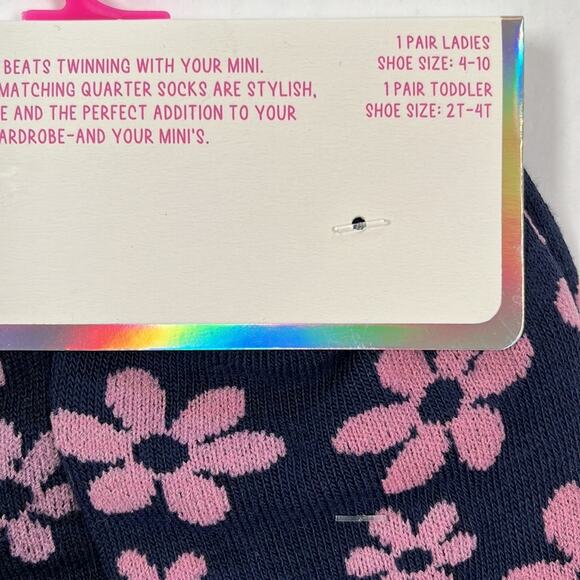 BEATS TWINNING WITH YOUR MINI.
MATCHING QUARTER SOCKS ARE STYLISH,
E AND THE PERFECT ADDITION TO YOUR
ARDROBE-AND YOUR MINI'S.
1 PAIR LADIES
SHOE SIZE: 4-10
1 PAIR TODDLER
SHOE SIZE: 2T-4T